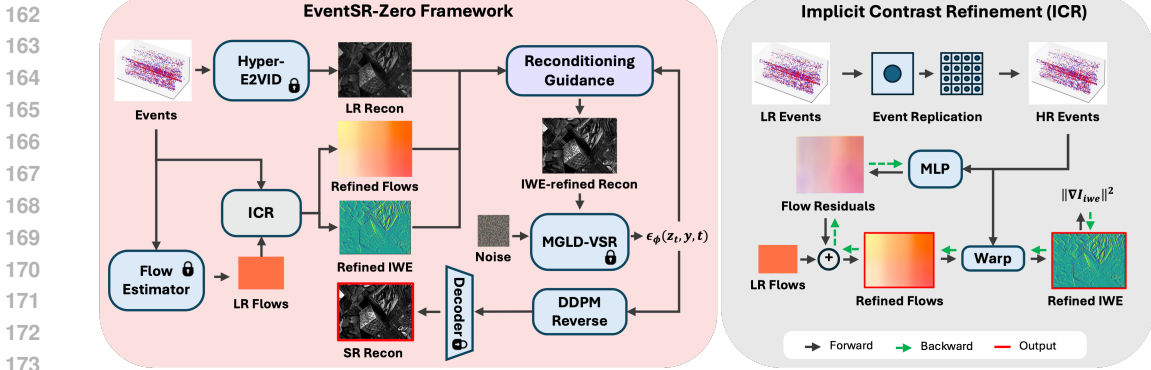 162
163
164
165
166
167
168
169
170
171
172
173
EventSR-Zero Framework
Events
Hyper-
E2VID
LR Recon
Reconditioning
Guidance
IWE-refined Recon
Refined Flows
ICR
Refined IWE
Noise
MGLD-VSR
ϵ_ϕ(z_t, y, t)
Flow
Estimator
LR Flows
SR Recon
Decoder
DDPM
Reverse
Implicit Contrast Refinement (ICR)
LR Events
Event Replication
HR Events
MLP
Flow Residuals
‖∇I_iwe‖²
LR Flows
+
Refined Flows
Warp
Refined IWE
Forward
Backward
Output